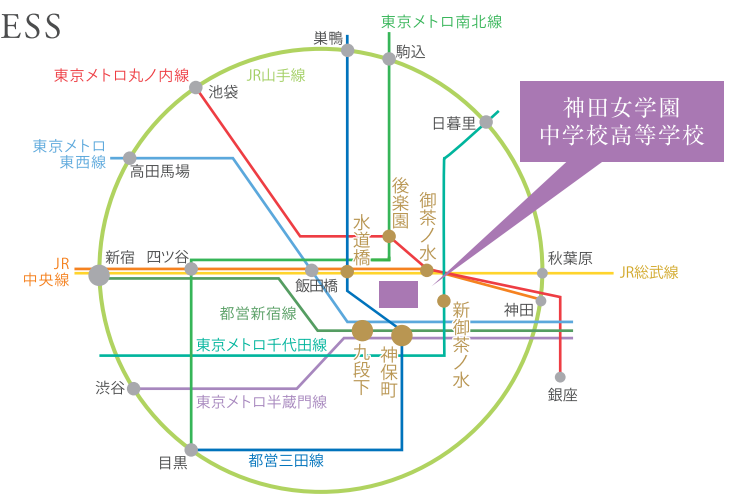 ESS
東京メトロ南北線
巣鴨
駒込
東京メトロ丸ノ内線
JR山手線
池袋
日暮里
神田女学園
中学校高等学校
東京メトロ
東西線
高田馬場
後楽園
御茶ノ水
水道橋
新宿
四ツ谷
秋葉原
JR
中央線
JR総武線
飯田橋
神田
都営新宿線
新御茶ノ水
東京メトロ千代田線
九段下
神保町
渋谷
東京メトロ半蔵門線
銀座
目黒
都営三田線